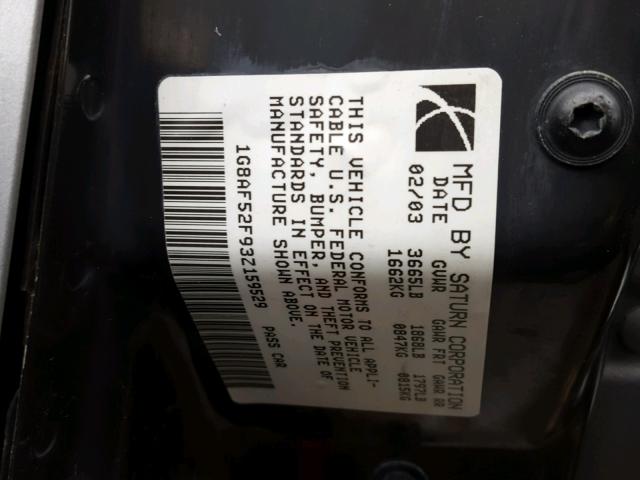 MFD BY SATURN CORPORATION
DATE GVWR GAWR FRT GAWR RR
02/03 3665LB 1868LB 1797LB
1662KG 0847KG 0815KG
THIS VEHICLE CONFORMS TO ALL APPLI-
CABLE U.S. FEDERAL MOTOR VEHICLE
SAFETY, BUMPER, AND THEFT PREVENTION
STANDARDS IN EFFECT ON THE DATE OF
MANUFACTURE SHOWN ABOVE.
1G8AF52F93Z159529 PASS CAR